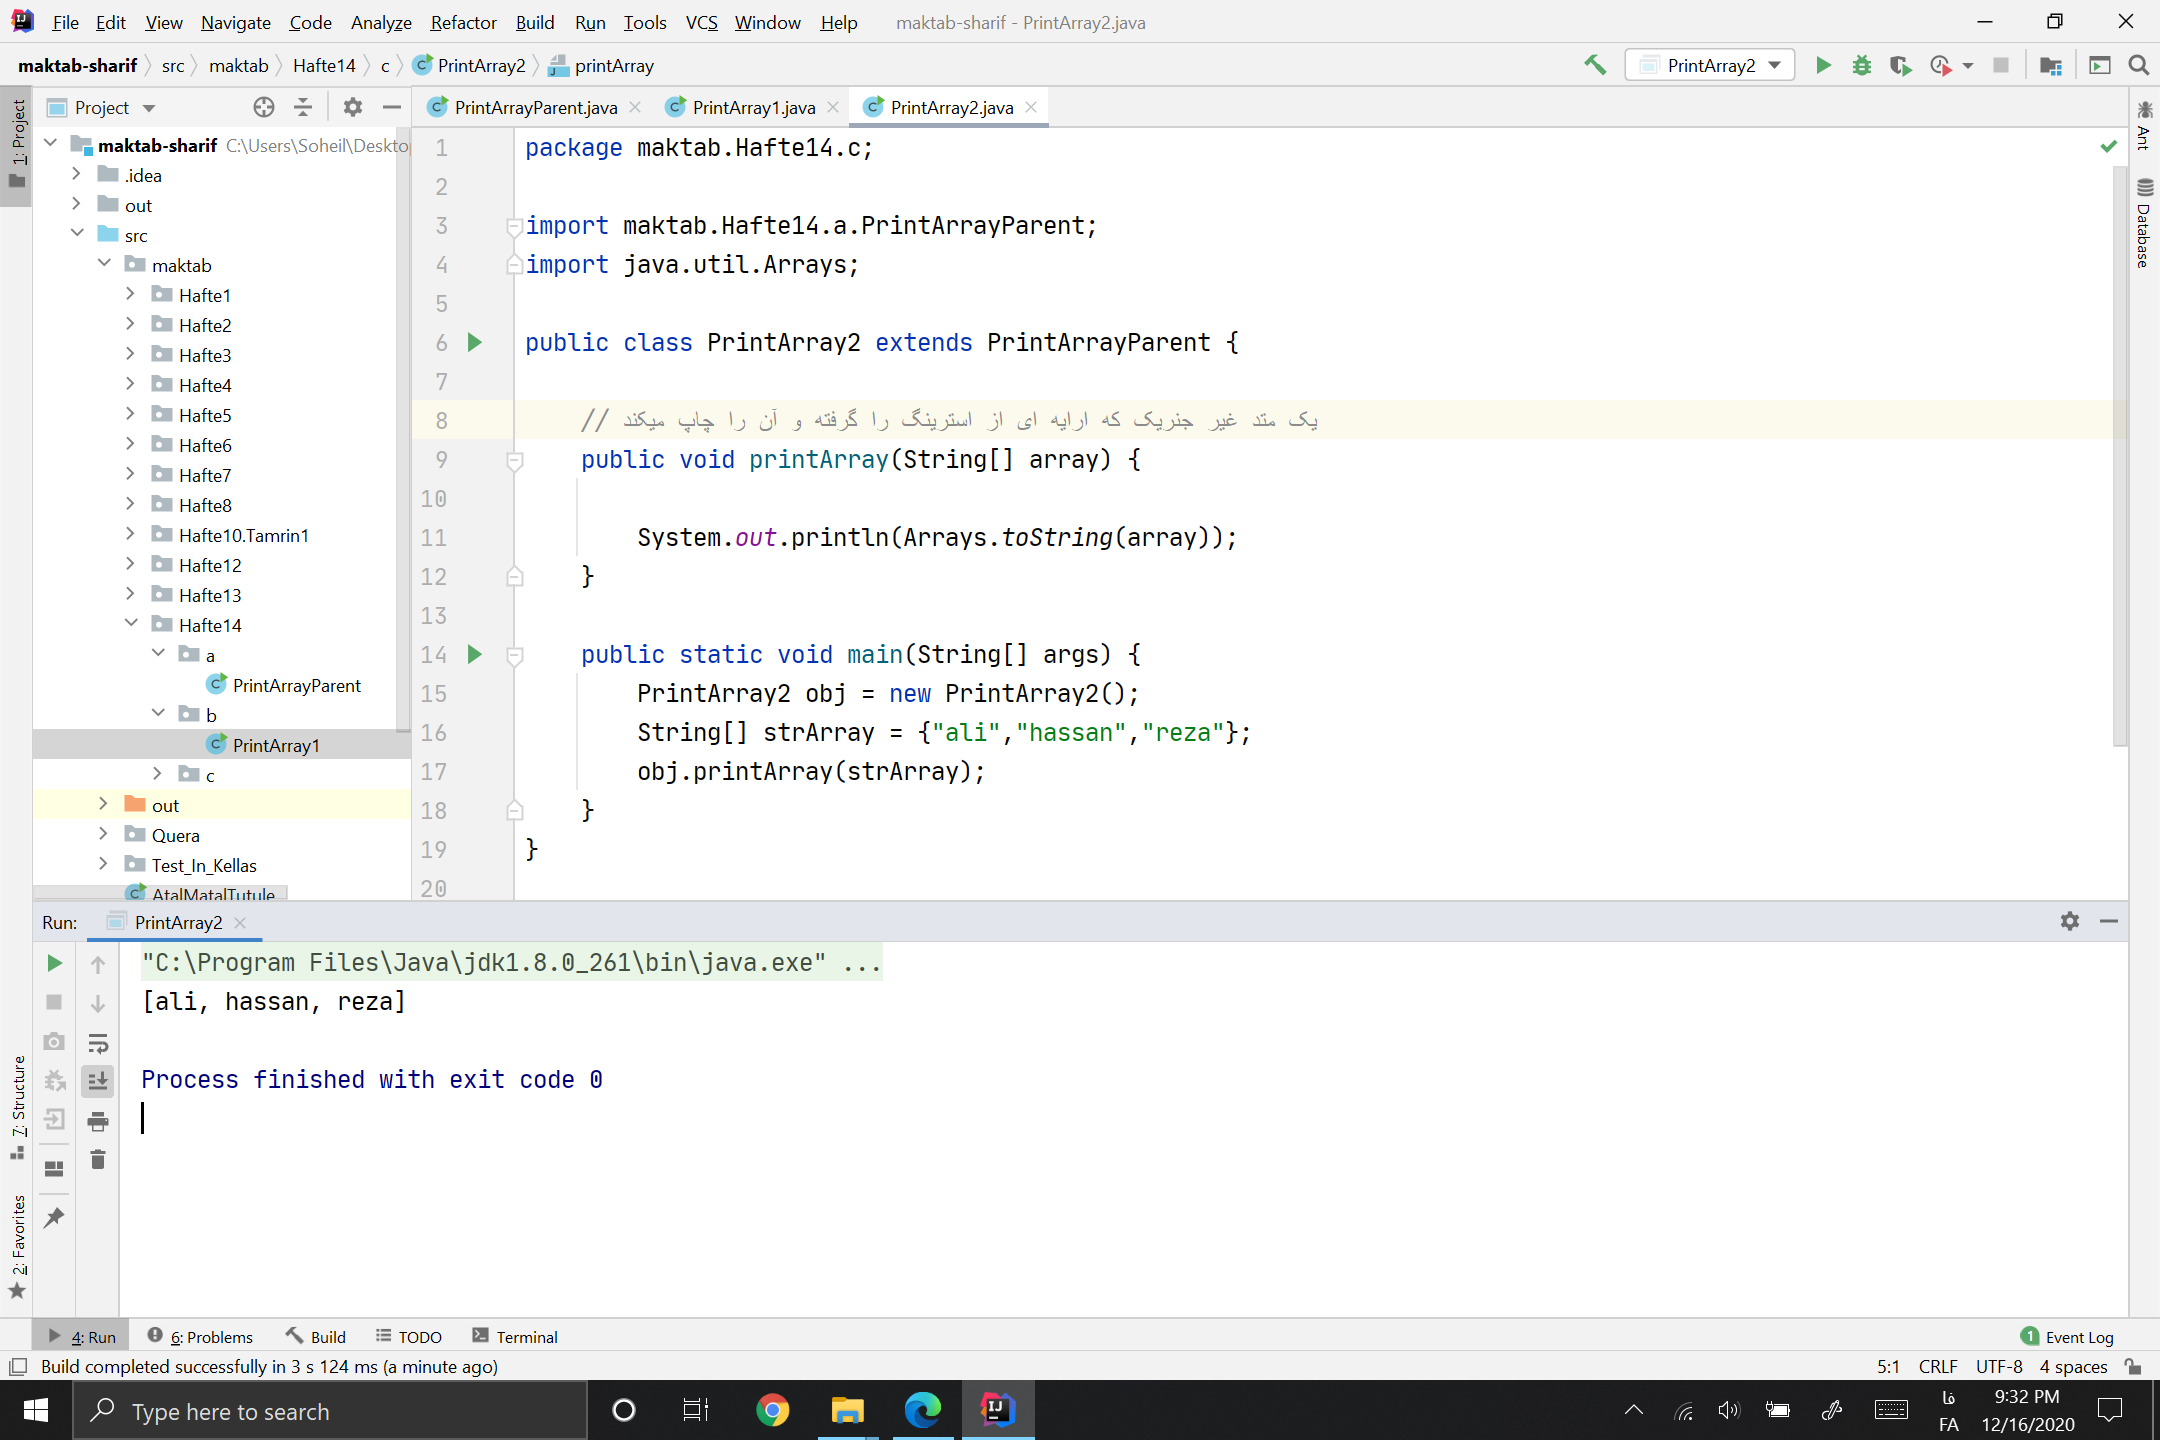 File Edit View Navigate Code Analyze Refactor Build Run Tools VCS Window Help maktab-sharif - PrintArray2.java
maktab-sharif src maktab Hafte14 c PrintArray2 printArray PrintArray2
1: Project
Project
PrintArrayParent.java PrintArray1.java PrintArray2.java
maktab-sharif C:\Users\Soheil\Deskto
.idea
out
src
maktab
Hafte1
Hafte2
Hafte3
Hafte4
Hafte5
Hafte6
Hafte7
Hafte8
Hafte10.Tamrin1
Hafte12
Hafte13
Hafte14
a
PrintArrayParent
b
PrintArray1
c
out
Quera
Test_In_Kellas
AtalMatalTutule
1 package maktab.Hafte14.c;
2
3 import maktab.Hafte14.a.PrintArrayParent;
4 import java.util.Arrays;
5
6 public class PrintArray2 extends PrintArrayParent {
7
8 // یک متد غیر جنریک که ارایه ای از استرینگ را گرفته و آن را چاپ میکند
9 public void printArray(String[] array) {
10
11 System.out.println(Arrays.toString(array));
12 }
13
14 public static void main(String[] args) {
15 PrintArray2 obj = new PrintArray2();
16 String[] strArray = {"ali","hassan","reza"};
17 obj.printArray(strArray);
18 }
19 }
20
Ant
Database
Run: PrintArray2
"C:\Program Files\Java\jdk1.8.0_261\bin\java.exe" ...
[ali, hassan, reza]
Process finished with exit code 0
7: Structure
2: Favorites
4: Run 6: Problems Build TODO Terminal 1 Event Log
Build completed successfully in 3 s 124 ms (a minute ago) 5:1 CRLF UTF-8 4 spaces
Type here to search
فا
FA
9:32 PM
12/16/2020